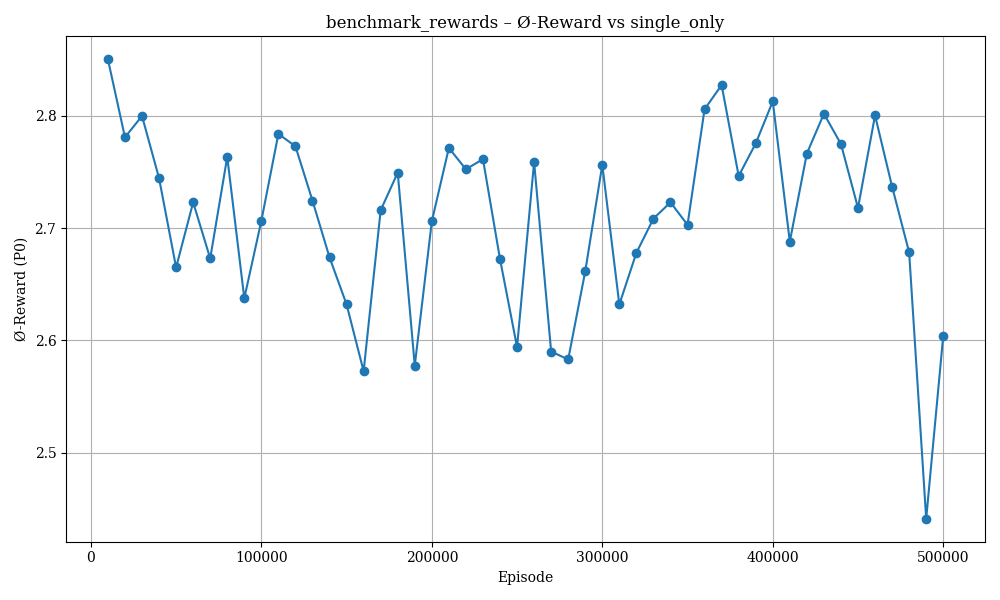 benchmark_rewards – Ø-Reward vs single_only
Ø-Reward (P0)
2.8
2.7
2.6
2.5
0 100000 200000 300000 400000 500000
Episode